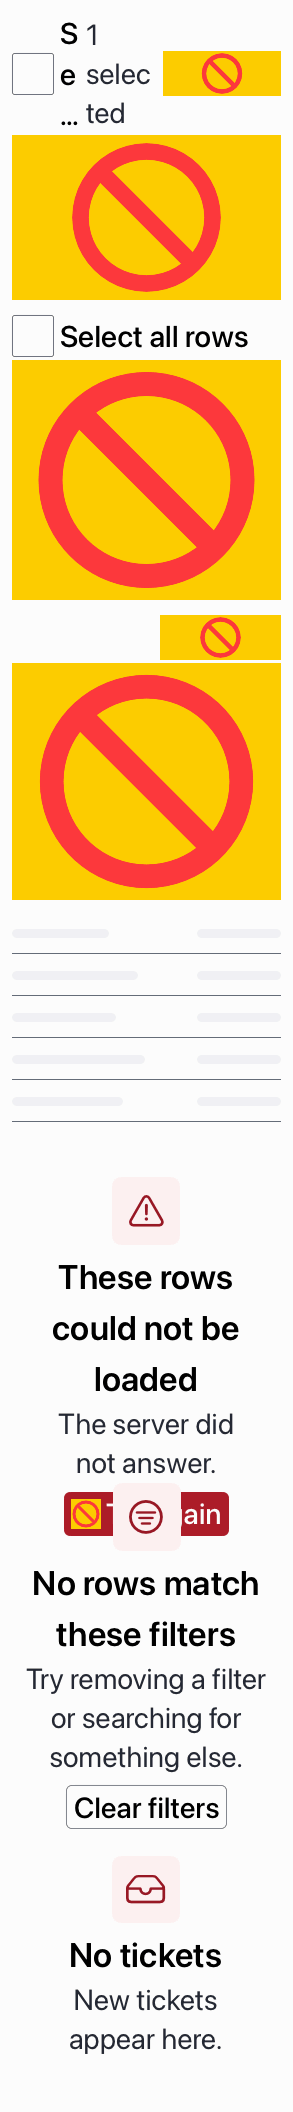 S 1
e selec
... ted
Select all rows
These rows
could not be
loaded
The server did
not answer.
ain
No rows match
these filters
Try removing a filter
or searching for
something else.
Clear filters
No tickets
New tickets
appear here.